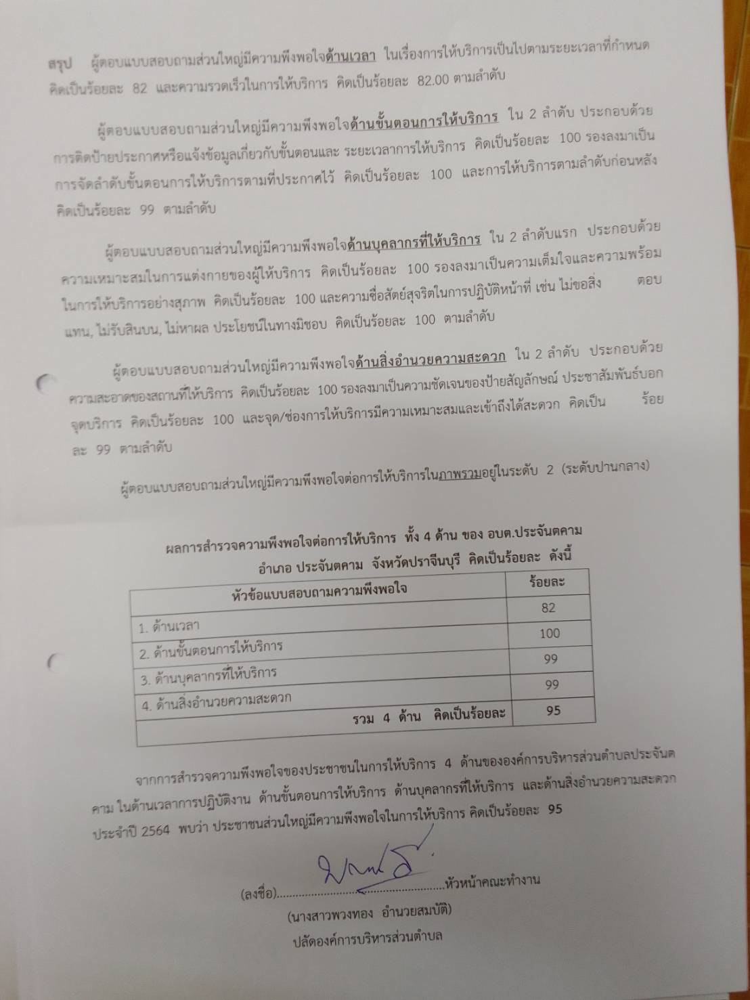 สรุป ผู้ตอบแบบสอบถามส่วนใหญ่มีความพึงพอใจด้านเวลา ในเรื่องการให้บริการเป็นไปตามระยะเวลาที่กำหนด
คิดเป็นร้อยละ 82 และความรวดเร็วในการให้บริการ คิดเป็นร้อยละ 82.00 ตามลำดับ
ผู้ตอบแบบสอบถามส่วนใหญ่มีความพึงพอใจด้านขั้นตอนการให้บริการ ใน 2 ลำดับ ประกอบด้วย
การติดป้ายประกาศหรือแจ้งข้อมูลเกี่ยวกับขั้นตอนและ ระยะเวลาการให้บริการ คิดเป็นร้อยละ 100 รองลงมาเป็น
การจัดลำดับขั้นตอนการให้บริการตามที่ประกาศไว้ คิดเป็นร้อยละ 100 และการให้บริการตามลำดับก่อนหลัง
คิดเป็นร้อยละ 99 ตามลำดับ
ผู้ตอบแบบสอบถามส่วนใหญ่มีความพึงพอใจด้านบุคลากรที่ให้บริการ ใน 2 ลำดับแรก ประกอบด้วย
ความเหมาะสมในการแต่งกายของผู้ให้บริการ คิดเป็นร้อยละ 100 รองลงมาเป็นความเต็มใจและความพร้อม
ในการให้บริการอย่างสุภาพ คิดเป็นร้อยละ 100 และความซื่อสัตย์สุจริตในการปฏิบัติหน้าที่ เช่น ไม่ขอสิ่ง ตอบ
แทน, ไม่รับสินบน, ไม่หาผล ประโยชน์ในทางมิชอบ คิดเป็นร้อยละ 100 ตามลำดับ
ผู้ตอบแบบสอบถามส่วนใหญ่มีความพึงพอใจด้านสิ่งอำนวยความสะดวก ใน 2 ลำดับ ประกอบด้วย
ความสะอาดของสถานที่ให้บริการ คิดเป็นร้อยละ 100 รองลงมาเป็นความชัดเจนของป้ายสัญลักษณ์ ประชาสัมพันธ์บอก
จุดบริการ คิดเป็นร้อยละ 100 และจุด/ช่องการให้บริการมีความเหมาะสมและเข้าถึงได้สะดวก คิดเป็น ร้อย
ละ 99 ตามลำดับ
ผู้ตอบแบบสอบถามส่วนใหญ่มีความพึงพอใจต่อการให้บริการในภาพรวมอยู่ในระดับ 2 (ระดับปานกลาง)
ผลการสำรวจความพึงพอใจต่อการให้บริการ ทั้ง 4 ด้าน ของ อบต.ประจันตคาม
อำเภอ ประจันตคาม จังหวัดปราจีนบุรี คิดเป็นร้อยละ ดังนี้
หัวข้อแบบสอบถามความพึงพอใจ ร้อยละ
1. ด้านเวลา 82
2. ด้านขั้นตอนการให้บริการ 100
3. ด้านบุคลากรที่ให้บริการ 99
4. ด้านสิ่งอำนวยความสะดวก 99
รวม 4 ด้าน คิดเป็นร้อยละ 95
จากการสำรวจความพึงพอใจของประชาชนในการให้บริการ 4 ด้านขององค์การบริหารส่วนตำบลประจันต
คาม ในด้านเวลาการปฏิบัติงาน ด้านขั้นตอนการให้บริการ ด้านบุคลากรที่ให้บริการ และด้านสิ่งอำนวยความสะดวก
ประจำปี 2564 พบว่า ประชาชนส่วนใหญ่มีความพึงพอใจในการให้บริการ คิดเป็นร้อยละ 95
(ลงชื่อ)..................................................หัวหน้าคณะทำงาน
(นางสาวพวงทอง อำนวยสมบัติ)
ปลัดองค์การบริหารส่วนตำบล